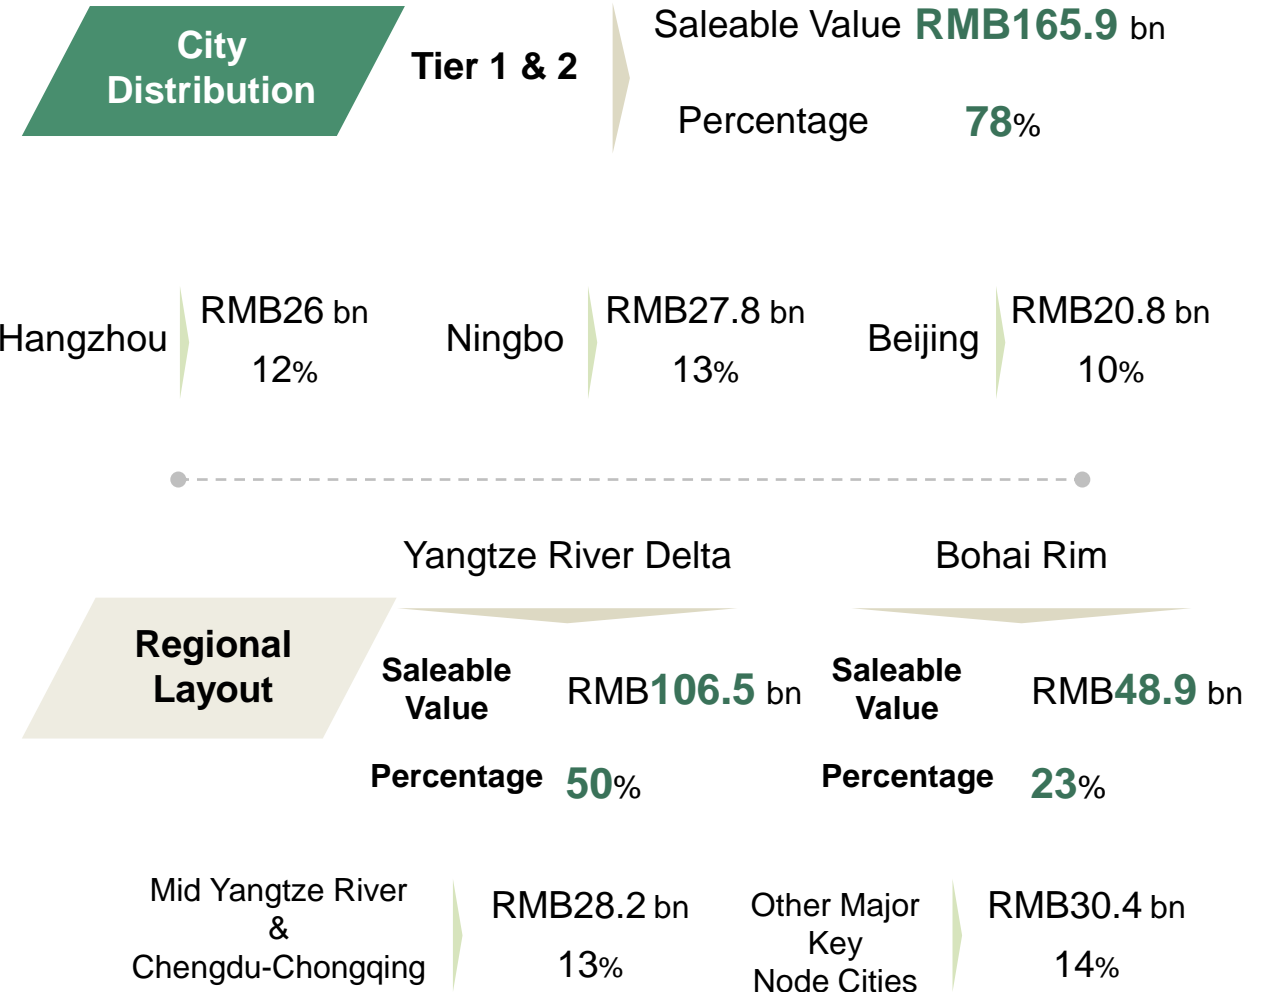 City
Distribution
Tier 1 & 2
Saleable Value RMB165.9 bn
Percentage 78%
Hangzhou
RMB26 bn
12%
Ningbo
RMB27.8 bn
13%
Beijing
RMB20.8 bn
10%
Regional
Layout
Yangtze River Delta
Saleable
Value
RMB106.5 bn
Percentage 50%
Bohai Rim
Saleable
Value
RMB48.9 bn
Percentage 23%
Mid Yangtze River
&
Chengdu-Chongqing
RMB28.2 bn
13%
Other Major
Key
Node Cities
RMB30.4 bn
14%